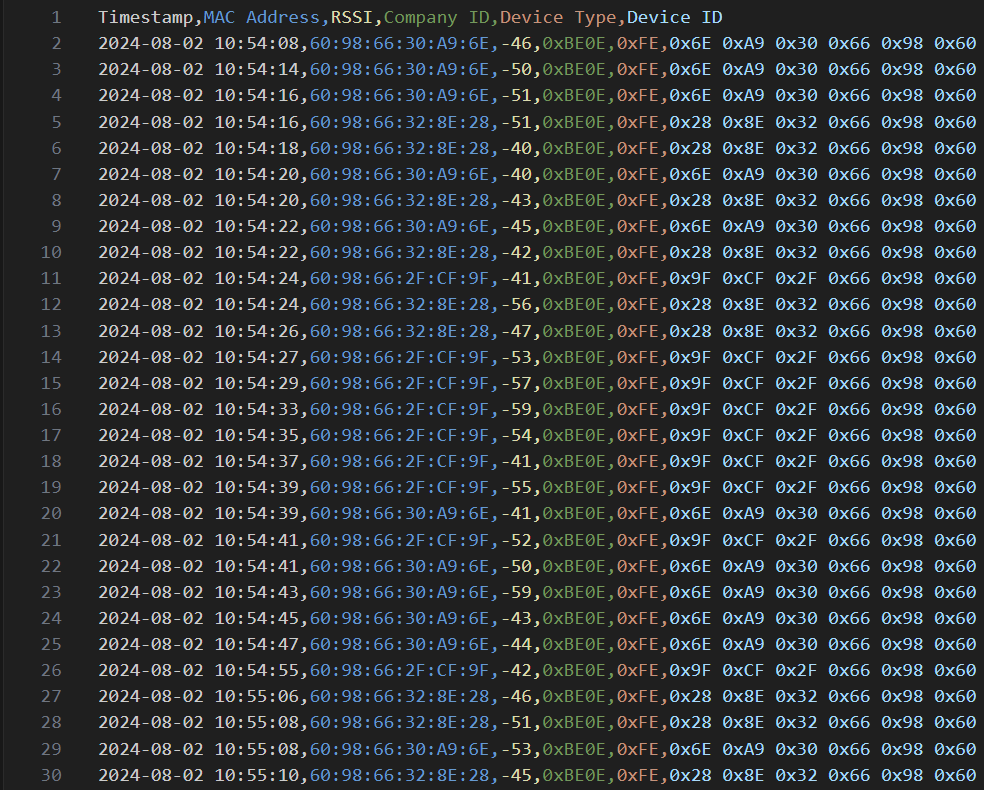 1 Timestamp,MAC Address,RSSI,Company ID,Device Type,Device ID
2 2024-08-02 10:54:08,60:98:66:30:A9:6E,-46,0xBE0E,0xFE,0x6E 0xA9 0x30 0x66 0x98 0x60
3 2024-08-02 10:54:14,60:98:66:30:A9:6E,-50,0xBE0E,0xFE,0x6E 0xA9 0x30 0x66 0x98 0x60
4 2024-08-02 10:54:16,60:98:66:30:A9:6E,-51,0xBE0E,0xFE,0x6E 0xA9 0x30 0x66 0x98 0x60
5 2024-08-02 10:54:16,60:98:66:32:8E:28,-51,0xBE0E,0xFE,0x28 0x8E 0x32 0x66 0x98 0x60
6 2024-08-02 10:54:18,60:98:66:32:8E:28,-40,0xBE0E,0xFE,0x28 0x8E 0x32 0x66 0x98 0x60
7 2024-08-02 10:54:20,60:98:66:30:A9:6E,-40,0xBE0E,0xFE,0x6E 0xA9 0x30 0x66 0x98 0x60
8 2024-08-02 10:54:20,60:98:66:32:8E:28,-43,0xBE0E,0xFE,0x28 0x8E 0x32 0x66 0x98 0x60
9 2024-08-02 10:54:22,60:98:66:30:A9:6E,-45,0xBE0E,0xFE,0x6E 0xA9 0x30 0x66 0x98 0x60
10 2024-08-02 10:54:22,60:98:66:32:8E:28,-42,0xBE0E,0xFE,0x28 0x8E 0x32 0x66 0x98 0x60
11 2024-08-02 10:54:24,60:98:66:2F:CF:9F,-41,0xBE0E,0xFE,0x9F 0xCF 0x2F 0x66 0x98 0x60
12 2024-08-02 10:54:24,60:98:66:32:8E:28,-56,0xBE0E,0xFE,0x28 0x8E 0x32 0x66 0x98 0x60
13 2024-08-02 10:54:26,60:98:66:32:8E:28,-47,0xBE0E,0xFE,0x28 0x8E 0x32 0x66 0x98 0x60
14 2024-08-02 10:54:27,60:98:66:2F:CF:9F,-53,0xBE0E,0xFE,0x9F 0xCF 0x2F 0x66 0x98 0x60
15 2024-08-02 10:54:29,60:98:66:2F:CF:9F,-57,0xBE0E,0xFE,0x9F 0xCF 0x2F 0x66 0x98 0x60
16 2024-08-02 10:54:33,60:98:66:2F:CF:9F,-59,0xBE0E,0xFE,0x9F 0xCF 0x2F 0x66 0x98 0x60
17 2024-08-02 10:54:35,60:98:66:2F:CF:9F,-54,0xBE0E,0xFE,0x9F 0xCF 0x2F 0x66 0x98 0x60
18 2024-08-02 10:54:37,60:98:66:2F:CF:9F,-41,0xBE0E,0xFE,0x9F 0xCF 0x2F 0x66 0x98 0x60
19 2024-08-02 10:54:39,60:98:66:2F:CF:9F,-55,0xBE0E,0xFE,0x9F 0xCF 0x2F 0x66 0x98 0x60
20 2024-08-02 10:54:39,60:98:66:30:A9:6E,-41,0xBE0E,0xFE,0x6E 0xA9 0x30 0x66 0x98 0x60
21 2024-08-02 10:54:41,60:98:66:2F:CF:9F,-52,0xBE0E,0xFE,0x9F 0xCF 0x2F 0x66 0x98 0x60
22 2024-08-02 10:54:41,60:98:66:30:A9:6E,-50,0xBE0E,0xFE,0x6E 0xA9 0x30 0x66 0x98 0x60
23 2024-08-02 10:54:43,60:98:66:30:A9:6E,-59,0xBE0E,0xFE,0x6E 0xA9 0x30 0x66 0x98 0x60
24 2024-08-02 10:54:45,60:98:66:30:A9:6E,-43,0xBE0E,0xFE,0x6E 0xA9 0x30 0x66 0x98 0x60
25 2024-08-02 10:54:47,60:98:66:30:A9:6E,-44,0xBE0E,0xFE,0x6E 0xA9 0x30 0x66 0x98 0x60
26 2024-08-02 10:54:55,60:98:66:2F:CF:9F,-42,0xBE0E,0xFE,0x9F 0xCF 0x2F 0x66 0x98 0x60
27 2024-08-02 10:55:06,60:98:66:32:8E:28,-46,0xBE0E,0xFE,0x28 0x8E 0x32 0x66 0x98 0x60
28 2024-08-02 10:55:08,60:98:66:32:8E:28,-51,0xBE0E,0xFE,0x28 0x8E 0x32 0x66 0x98 0x60
29 2024-08-02 10:55:08,60:98:66:30:A9:6E,-53,0xBE0E,0xFE,0x6E 0xA9 0x30 0x66 0x98 0x60
30 2024-08-02 10:55:10,60:98:66:32:8E:28,-45,0xBE0E,0xFE,0x28 0x8E 0x32 0x66 0x98 0x60